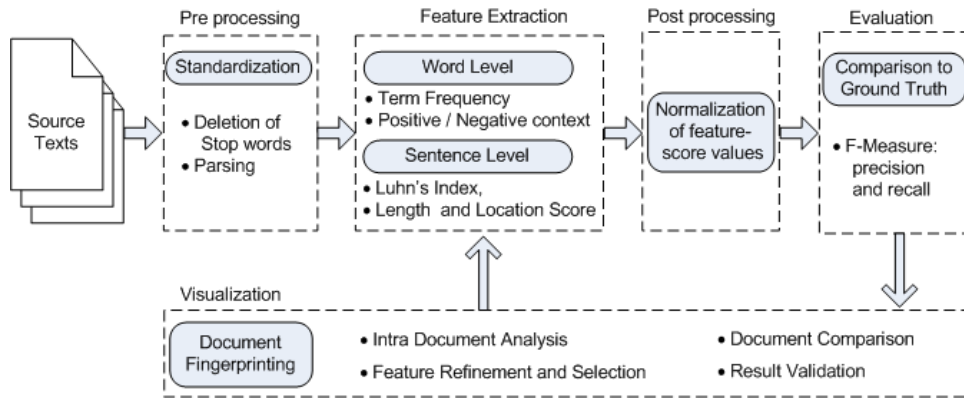 Pre processing
Feature Extraction
Post processing
Evaluation
Source
Texts
Standardization
• Deletion of
Stop words
• Parsing
Word Level
• Term Frequency
• Positive / Negative context
Sentence Level
• Luhn's Index,
• Length and Location Score
Normalization
of feature-
score values
Comparison to
Ground Truth
• F-Measure:
precision
and recall
Visualization
Document
Fingerprinting
• Intra Document Analysis
• Feature Refinement and Selection
• Document Comparison
• Result Validation